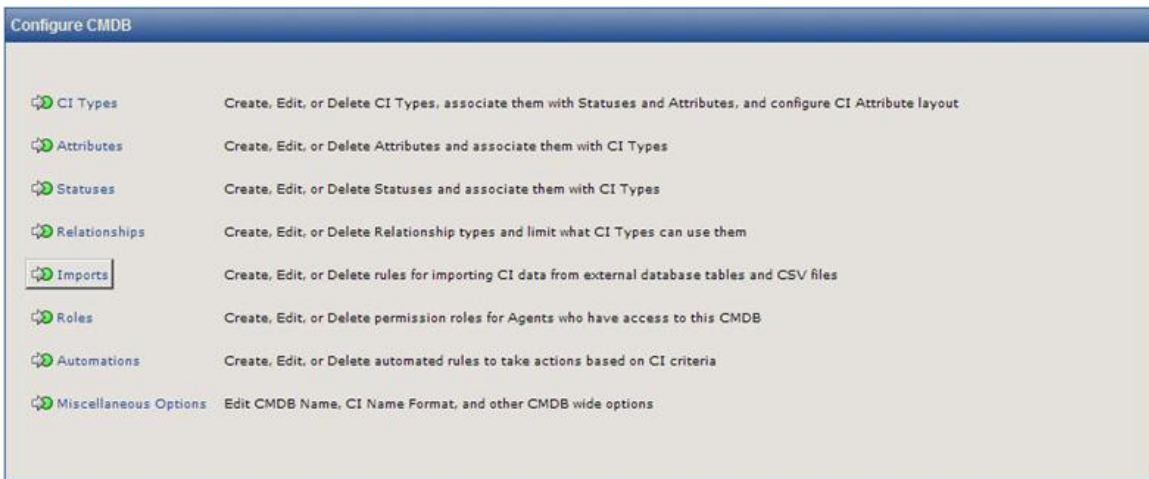 Configure CMDB
CI Types Create, Edit, or Delete CI Types, associate them with Statuses and Attributes, and configure CI Attribute layout
Attributes Create, Edit, or Delete Attributes and associate them with CI Types
Statuses Create, Edit, or Delete Statuses and associate them with CI Types
Relationships Create, Edit, or Delete Relationship types and limit what CI Types can use them
Imports Create, Edit, or Delete rules for importing CI data from external database tables and CSV files
Roles Create, Edit, or Delete permission roles for Agents who have access to this CMDB
Automations Create, Edit, or Delete automated rules to take actions based on CI criteria
Miscellaneous Options Edit CMDB Name, CI Name Format, and other CMDB wide options